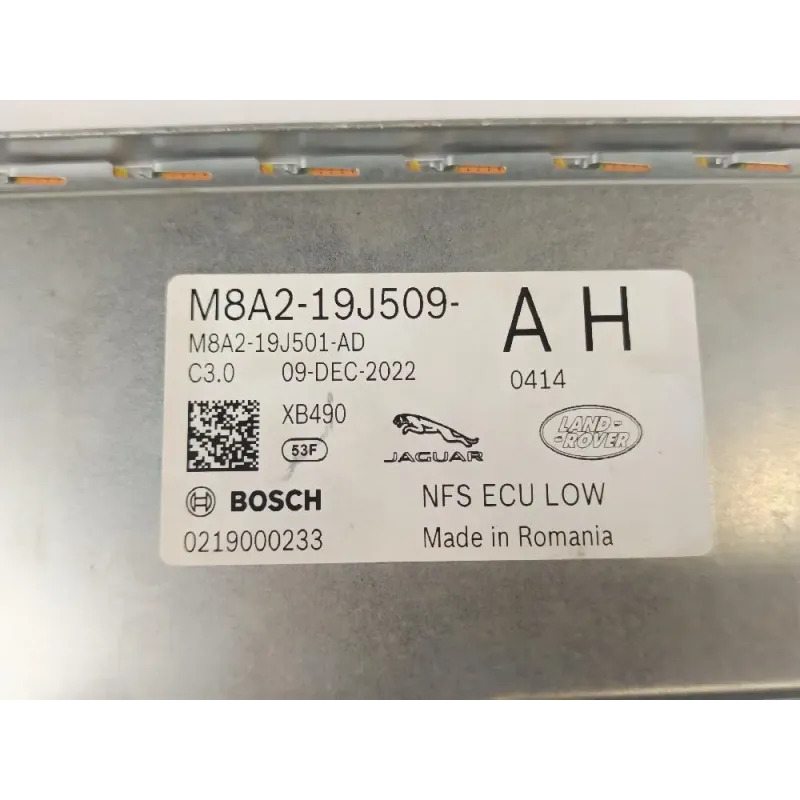 M8A2-19J509- A H
M8A2-19J501-AD
C3.0 09-DEC-2022 0414
XB490
53F
JAGUAR
LAND-
-ROVER
BOSCH NFS ECU LOW
0219000233 Made in Romania